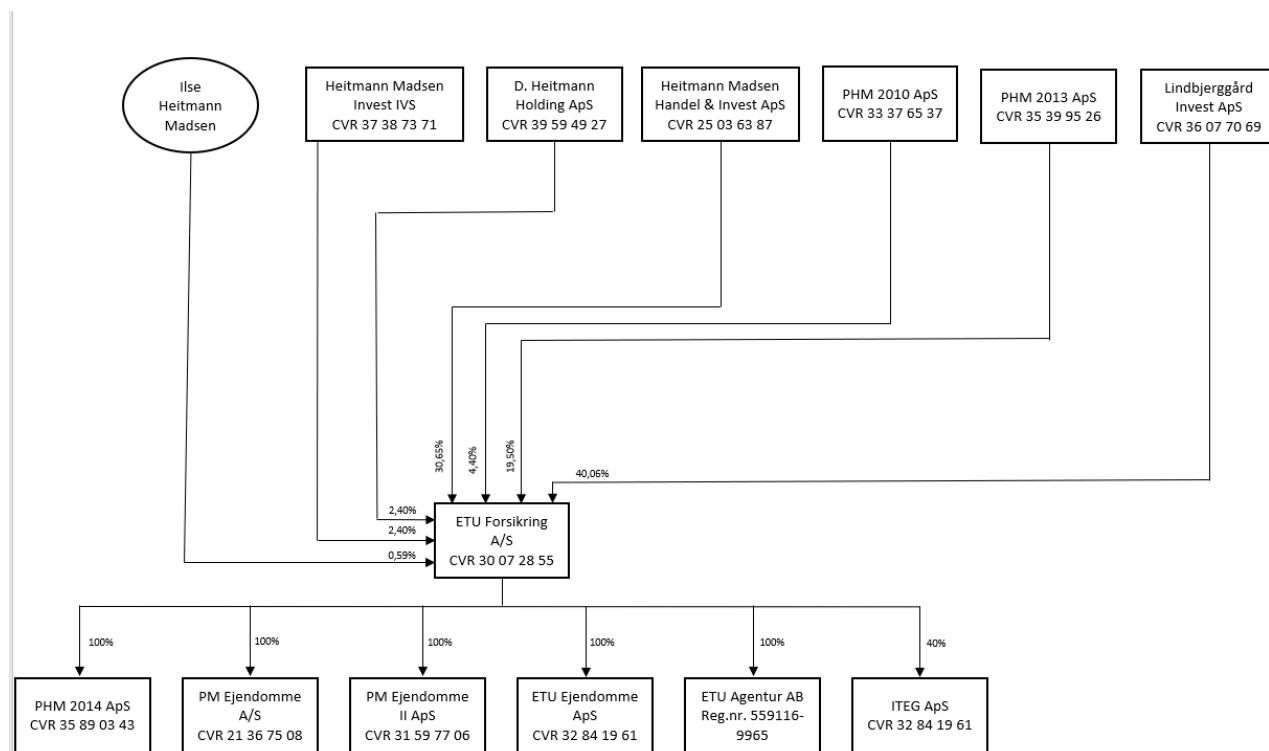 Ilse
Heitmann
Madsen
Heitmann Madsen
Invest IVS
CVR 37 38 73 71
D. Heitmann
Holding ApS
CVR 39 59 49 27
Heitmann Madsen
Handel & Invest ApS
CVR 25 03 63 87
PHM 2010 ApS
CVR 33 37 65 37
PHM 2013 ApS
CVR 35 39 95 26
Lindbjerggård
Invest ApS
CVR 36 07 70 69
30,65%
4,40%
19,50%
40,06%
2,40%
2,40%
0,59%
ETU Forsikring
A/S
CVR 30 07 28 55
100%
100%
100%
100%
100%
40%
PHM 2014 ApS
CVR 35 89 03 43
PM Ejendomme
A/S
CVR 21 36 75 08
PM Ejendomme
II ApS
CVR 31 59 77 06
ETU Ejendomme
ApS
CVR 32 84 19 61
ETU Agentur AB
Reg.nr. 559116-
9965
ITEG ApS
CVR 32 84 19 61